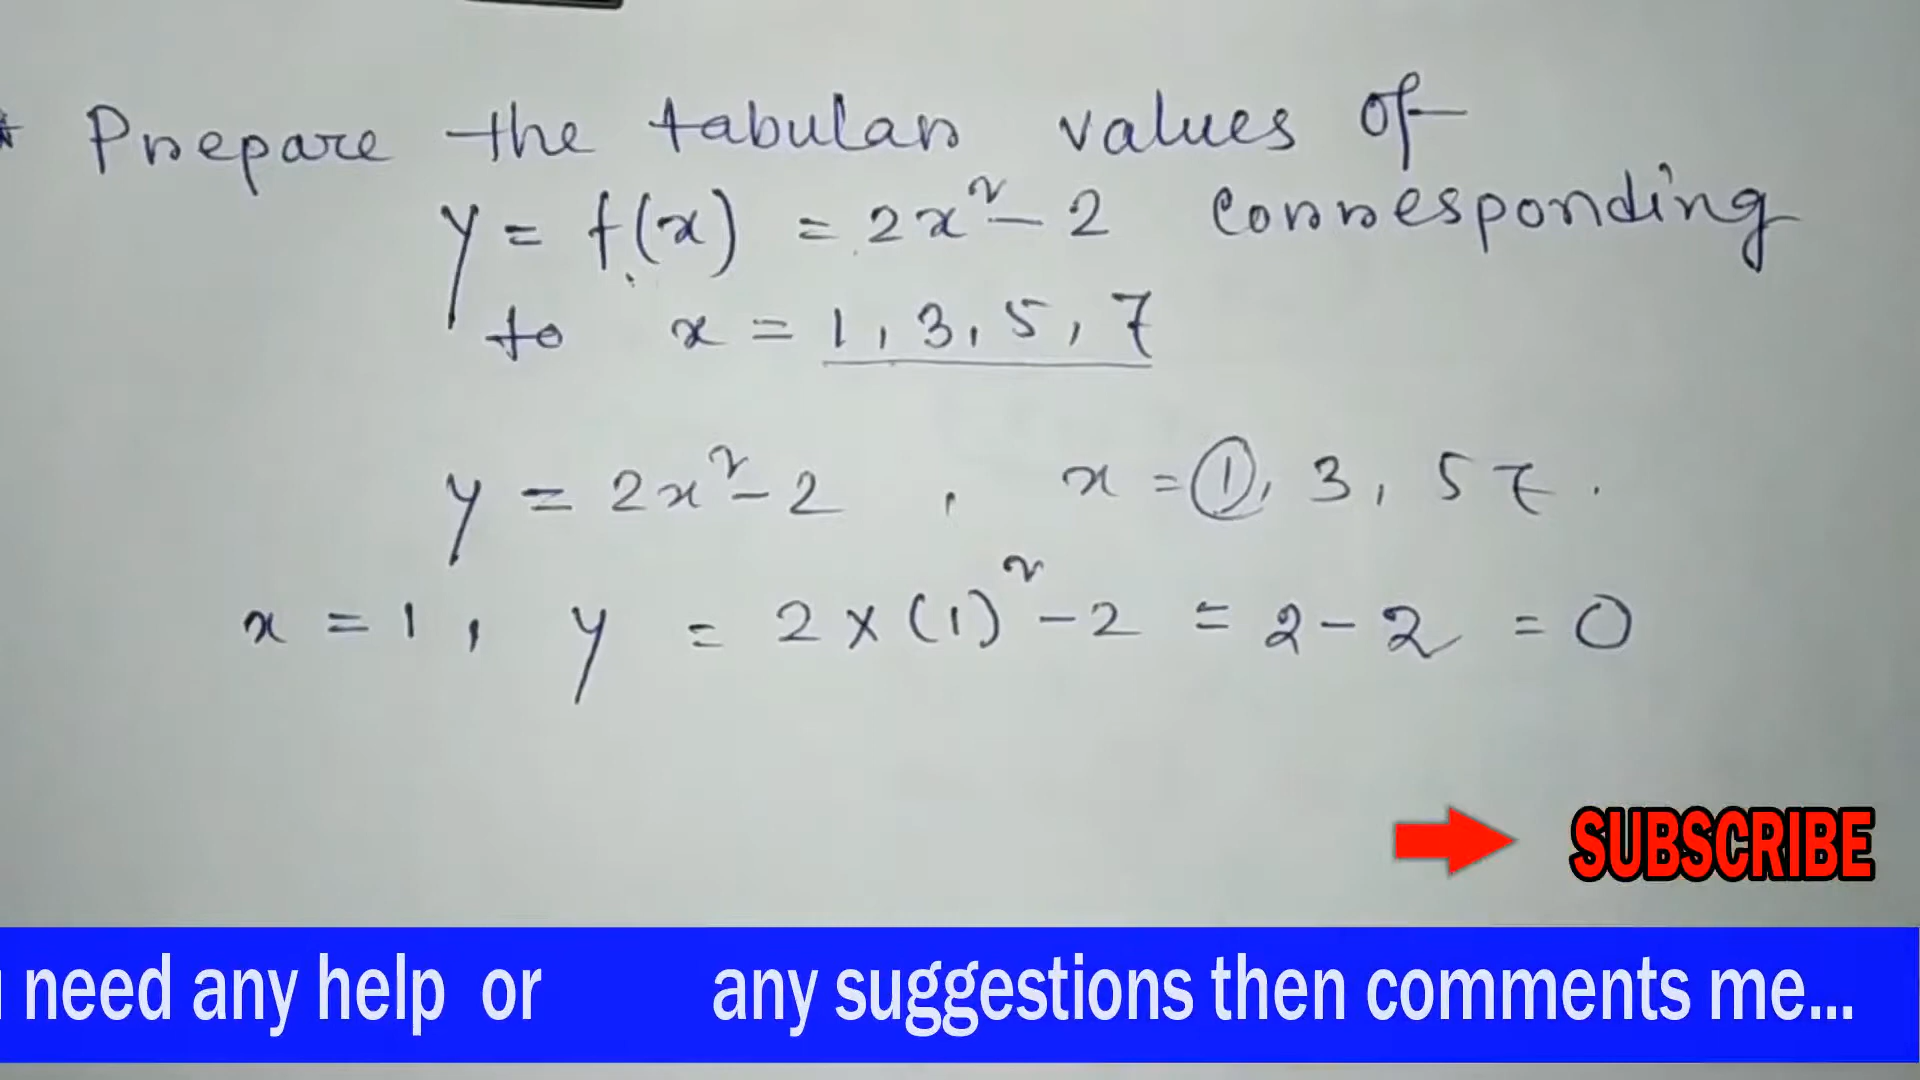 * Prepare the tabular values of
y = f(x) = 2x² - 2 corresponding
to x = 1, 3, 5, 7
y = 2x² - 2 , x = 1, 3, 5 7.
x = 1, y = 2 × (1)² - 2 = 2 - 2 = 0
SUBSCRIBE
need any help or any suggestions then comments me...